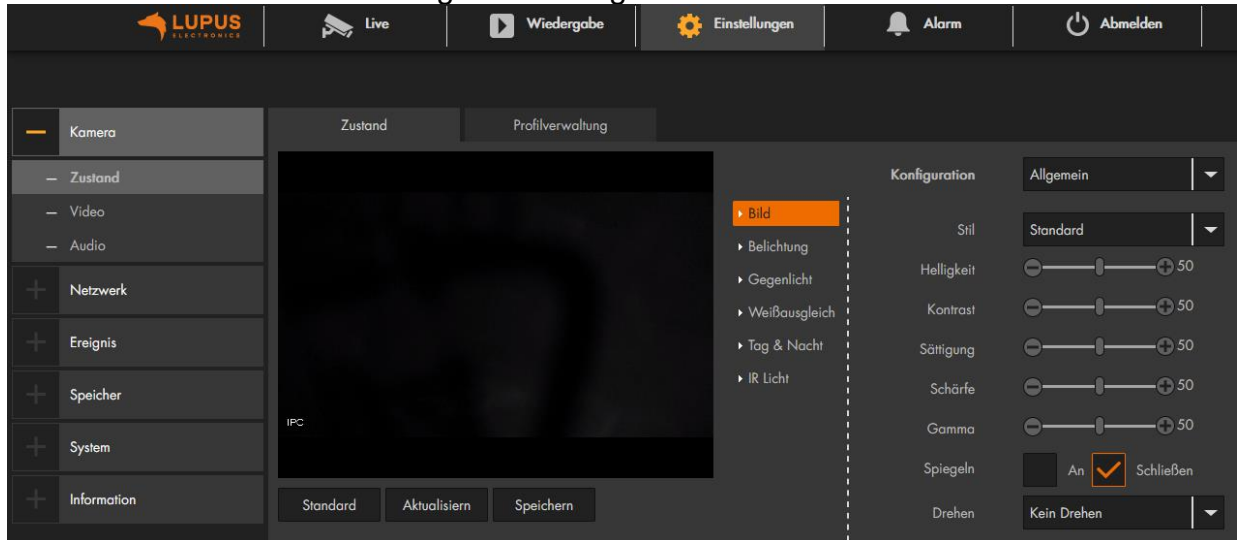 LUPUS
ELECTRONICS
Live
Wiedergabe
Einstellungen
Alarm
Abmelden
Kamera
Zustand
Video
Audio
Netzwerk
Ereignis
Speicher
System
Information
Zustand
Profilverwaltung
IPC
Standard
Aktualisiern
Speichern
Bild
Belichtung
Gegenlicht
Weißausgleich
Tag & Nacht
IR Licht
Konfiguration Allgemein
Stil Standard
Helligkeit 50
Kontrast 50
Sättigung 50
Schärfe 50
Gamma 50
Spiegeln An Schließen
Drehen Kein Drehen